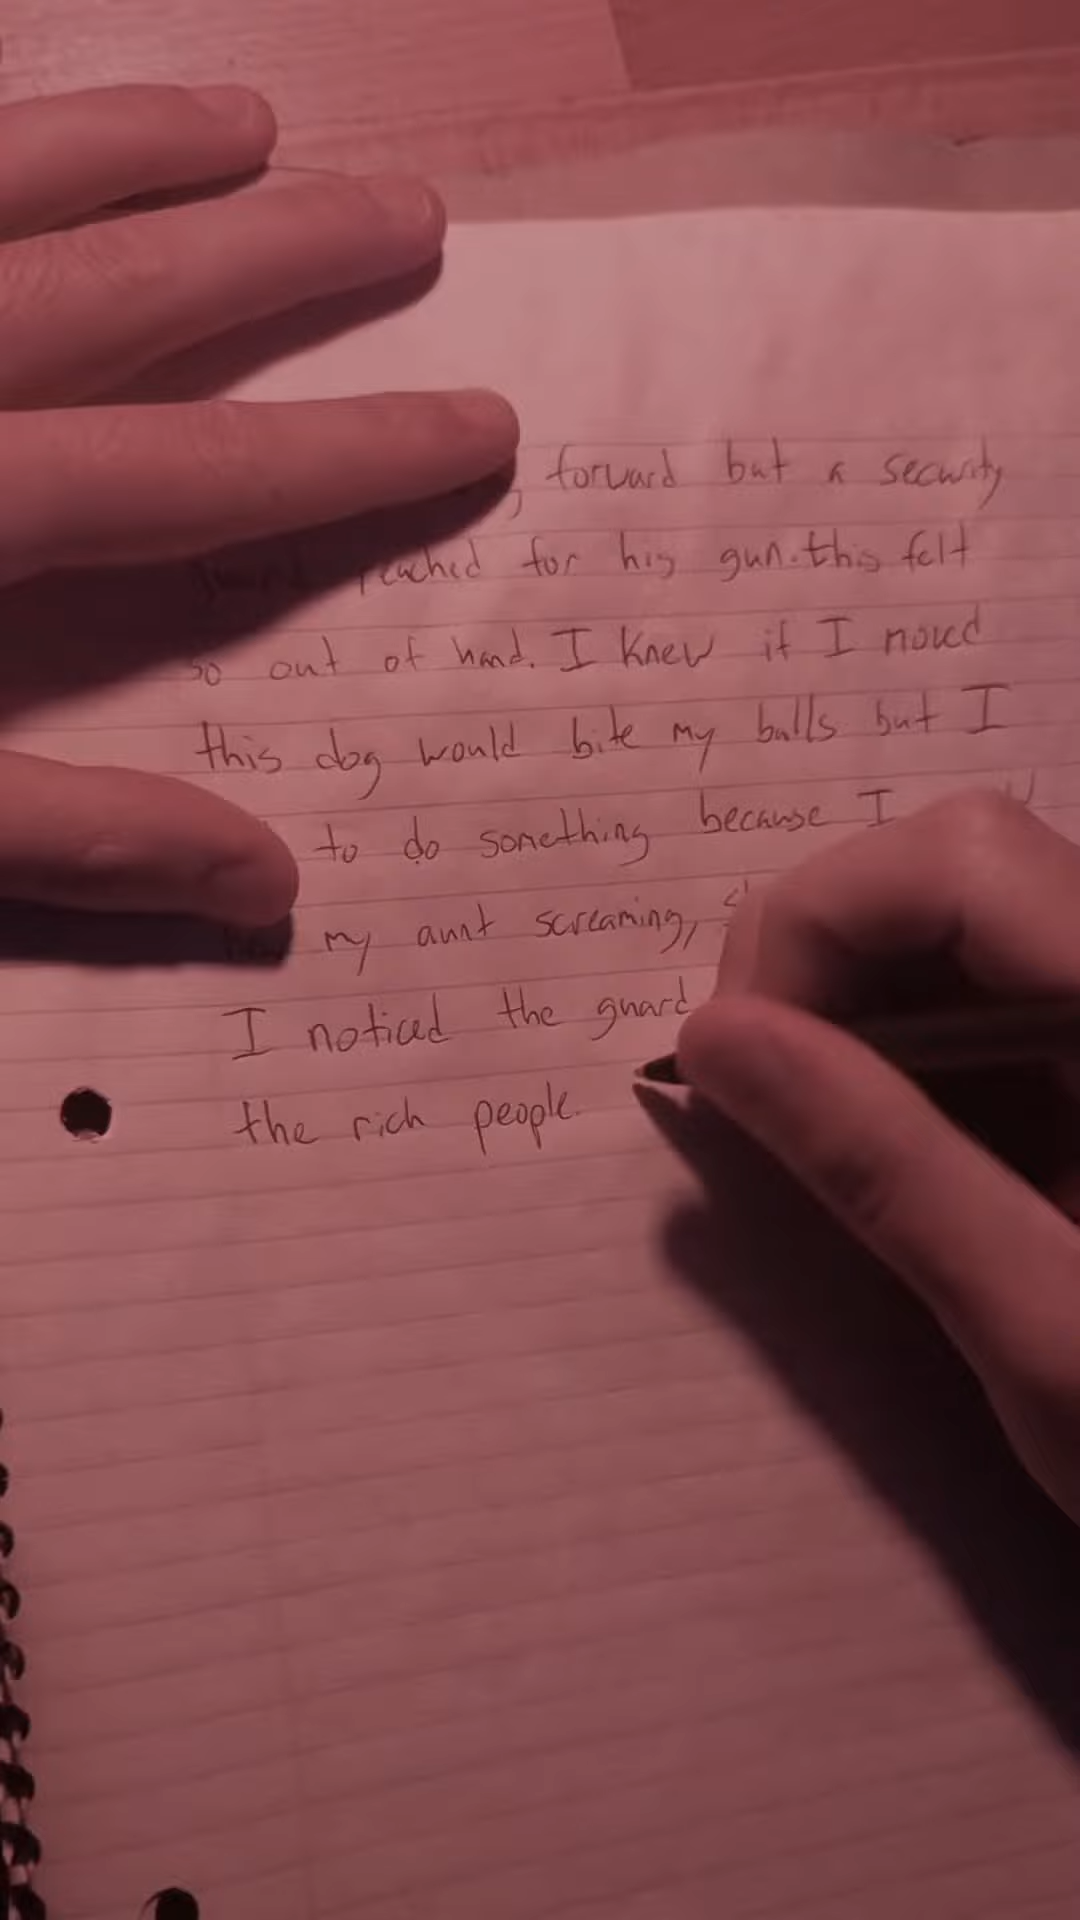 forward but a security
reached for his gun. this felt
so out of hand. I knew if I moved
this dog would bite my balls but I
to do something because I
my aunt screaming,
I noticed the guard
the rich people.